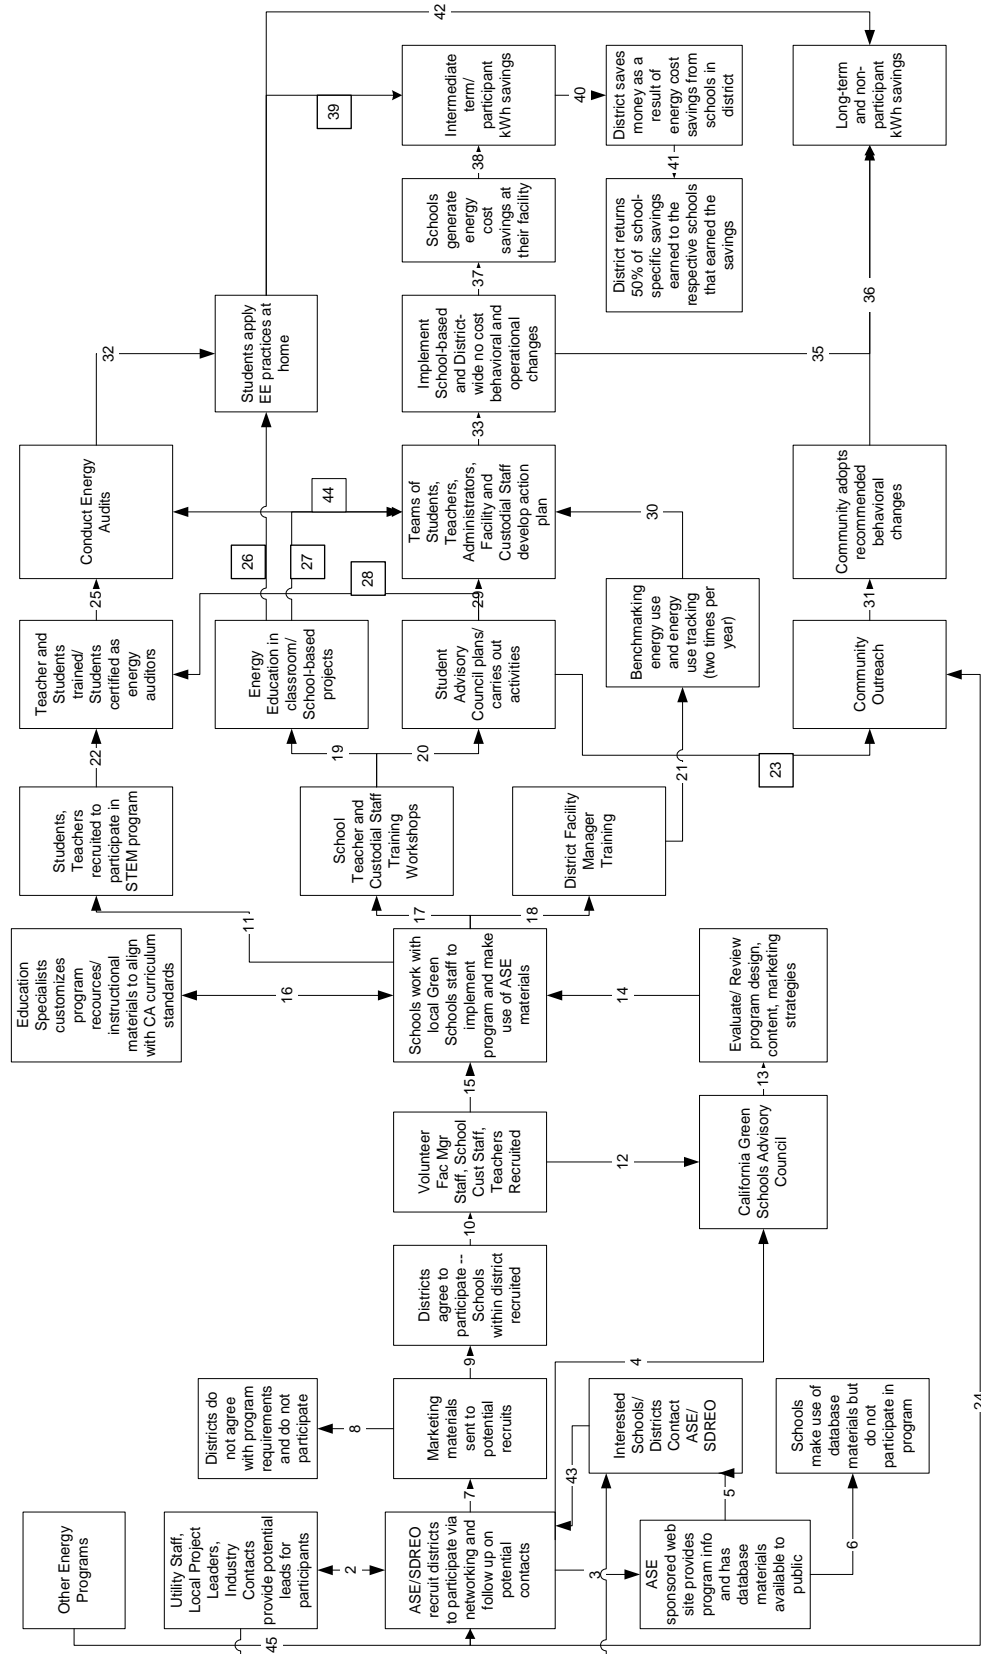 42
Intermediate
term/
participant
kWh savings
40
District saves
money as a
result of
energy cost
savings from
schools in
district
Long-term
and non-
participant
kWh savings
39
38
41
Schools
generate
energy
cost
savings at
their facility
District returns
50% of school-
specific savings
earned to the
respective schools
that earned the
savings
37
36
32
Students apply
EE practices at
home
Implement
School-based
and District-
wide no cost
behavioral and
operational
changes
35
33
Conduct Energy
Audits
44
Teams of
Students,
Teachers,
Administrators,
Facility and
Custodial Staff
develop action
plan
30
Community adopts
recommended
behavioral
changes
26
27
28
25
29
31
Teacher and
Students
trained/
Students
certified as
energy
auditors
Energy
Education in
classroom/
School-based
projects
Student
Advisory
Council plans/
carries out
activities
Benchmarking
energy use
and energy
use tracking
(two times per
year)
Community
Outreach
22
19
20
21
23
Students,
Teachers
recruited to
participate in
STEM program
School
Teacher and
Custodial Staff
Training
Workshops
District Facility
Manager
Training
11
17
18
Education
Specialists
customizes
program
recources/
instructional
materials to align
with CA curriculum
standards
16
Schools work with
local Green
Schools staff to
implement
program and make
use of ASE
materials
14
Evaluate/ Review
program design,
content, marketing
strategies
15
13
Volunteer
Fac Mgr
Staff, School
Cust Staff,
Teachers
Recruited
12
California Green
Schools Advisory
Council
10
Districts
agree to
participate --
Schools
within district
recruited
9
4
Districts do
not agree
with program
requirements
and do not
participate
8
Marketing
materials
sent to
potential
recruits
Interested
Schools/
Districts
Contact
ASE/
SDREO
Schools
make use of
database
materials but
do not
participate in
program
24
7
43
5
6
Other Energy
Programs
Utility Staff,
Local Project
Leaders,
Industry
Contacts
provide potential
leads for
participants
2
ASE/SDREO
recruit districts
to participate via
networking and
follow up on
potential
contacts
3
ASE
sponsored web
site provides
program info
and has
database
materials
available to
public
45